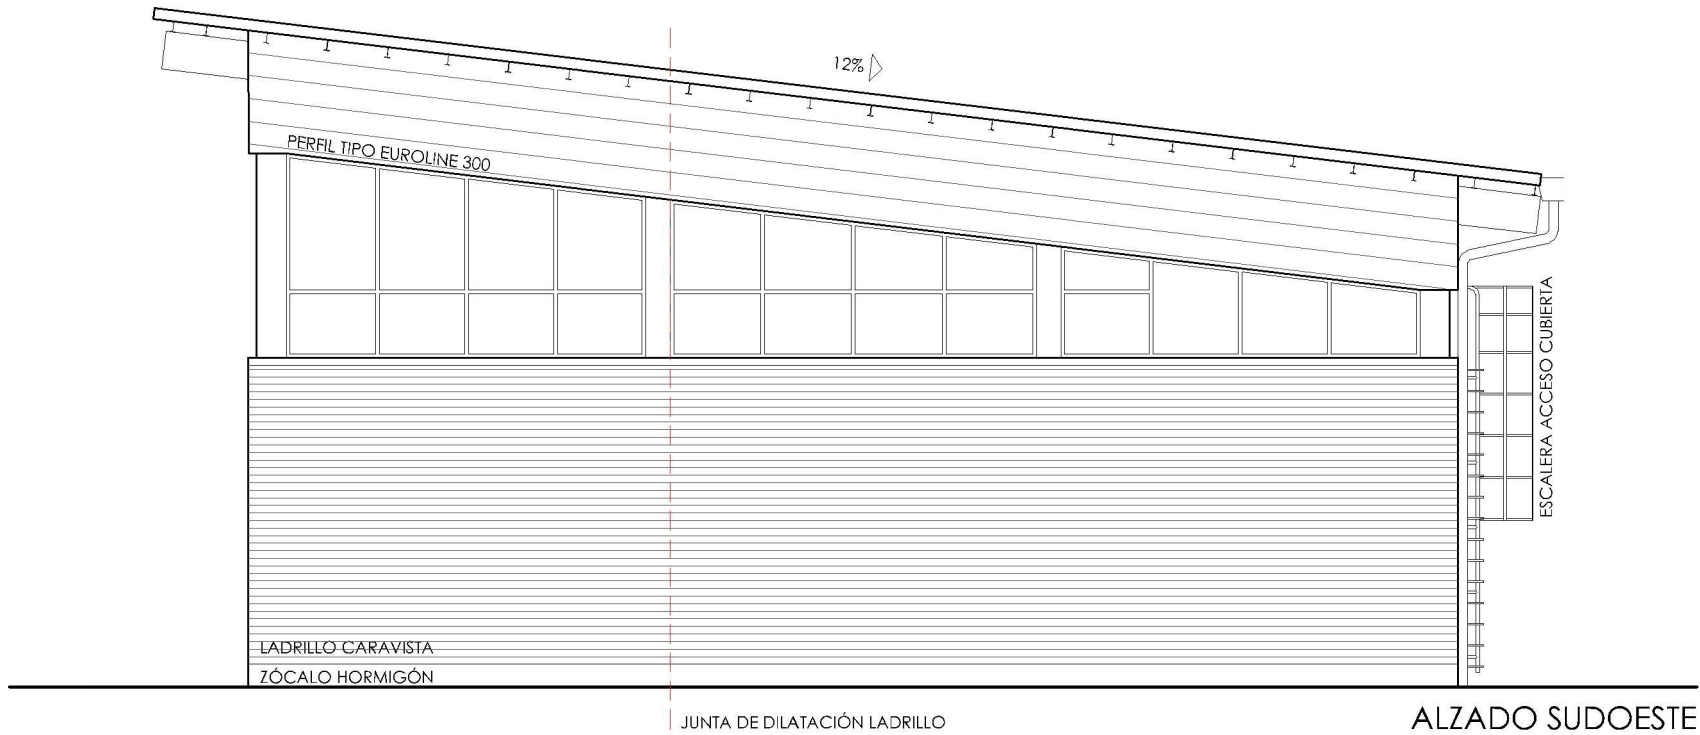 12%
PERFIL TIPO EUROLINE 300
ESCALERA ACCESO CUBIERTA
LADRILLO CARAVISTA
ZÓCALO HORMIGÓN
JUNTA DE DILATACIÓN LADRILLO
ALZADO SUDOESTE